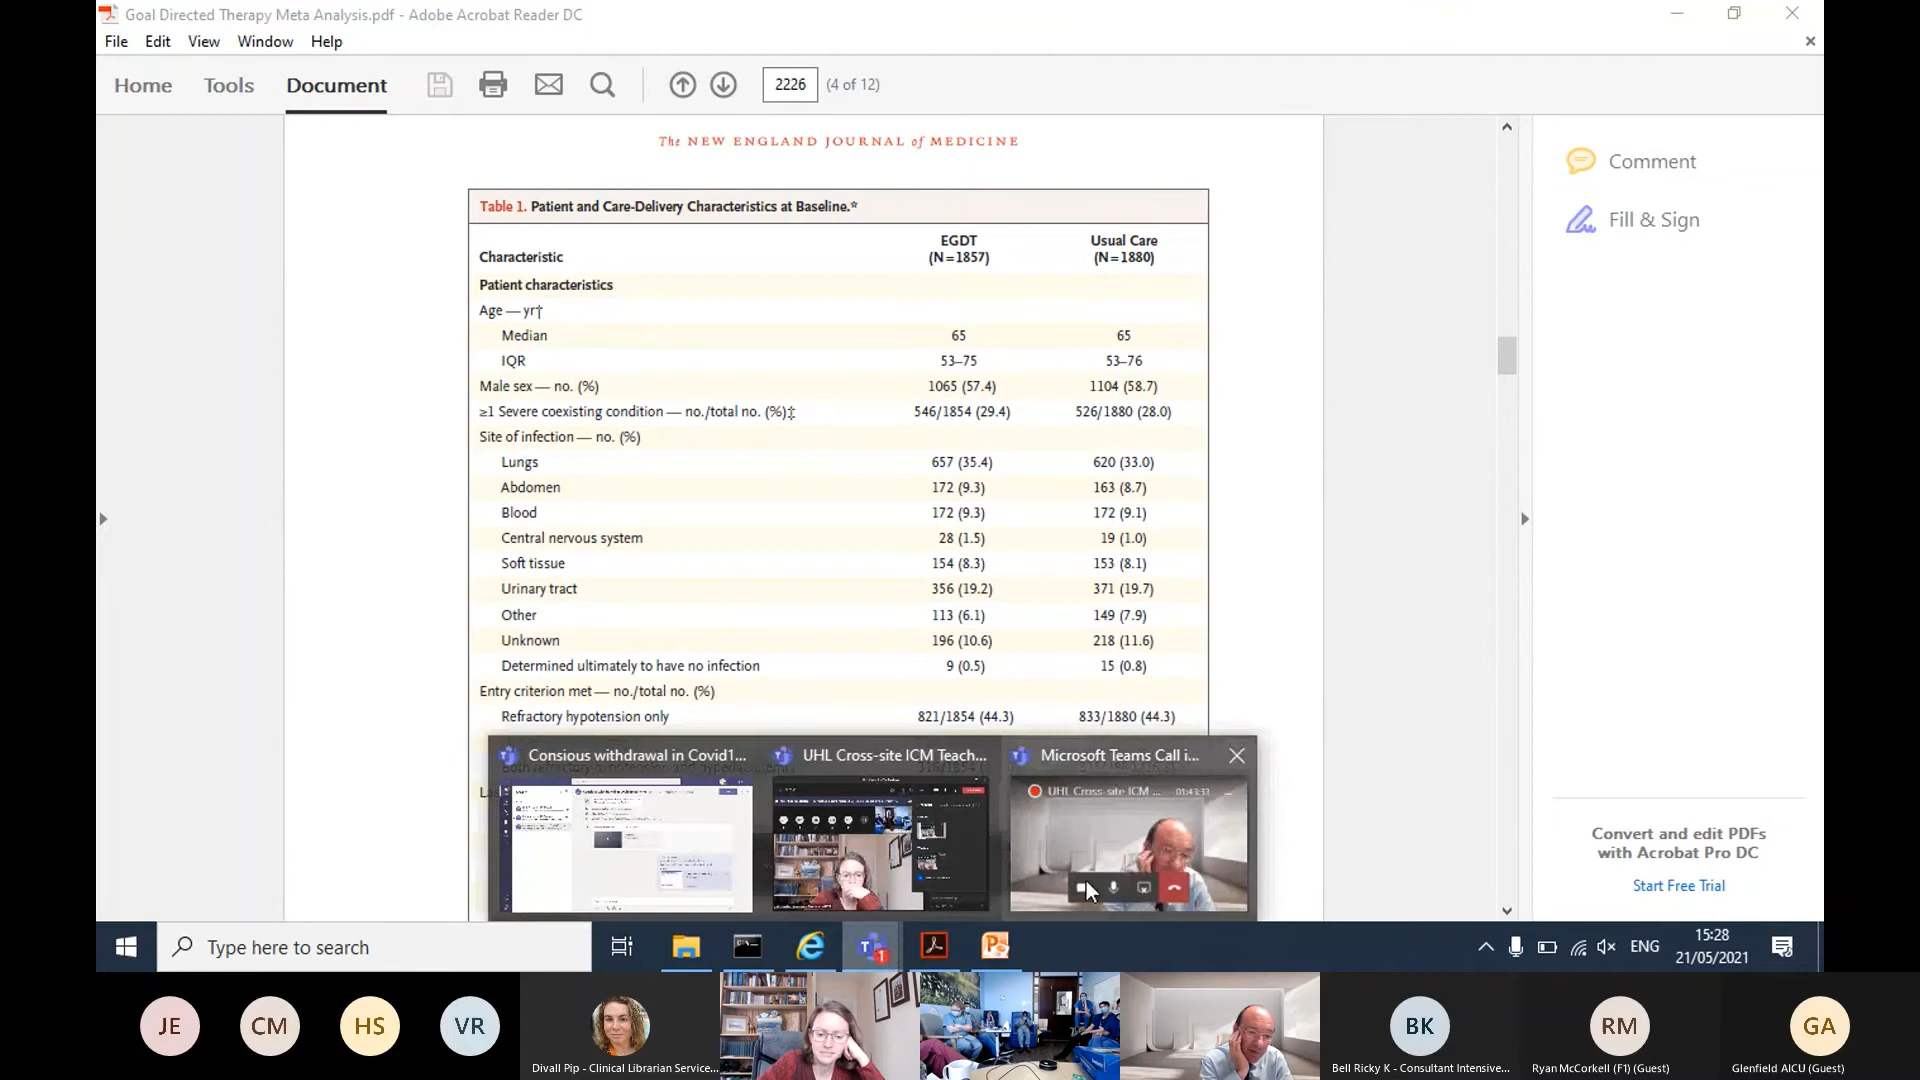 Goal Directed Therapy Meta Analysis.pdf - Adobe Acrobat Reader DC
File Edit View Window Help
Home Tools Document 2226 (4 of 12)
The NEW ENGLAND JOURNAL of MEDICINE
Table 1. Patient and Care-Delivery Characteristics at Baseline.*
Characteristic EGDT (N=1857) Usual Care (N=1880)
Patient characteristics
Age — yr†
Median 65 65
IQR 53–75 53–76
Male sex — no. (%) 1065 (57.4) 1104 (58.7)
≥1 Severe coexisting condition — no./total no. (%)‡ 546/1854 (29.4) 526/1880 (28.0)
Site of infection — no. (%)
Lungs 657 (35.4) 620 (33.0)
Abdomen 172 (9.3) 163 (8.7)
Blood 172 (9.3) 172 (9.1)
Central nervous system 28 (1.5) 19 (1.0)
Soft tissue 154 (8.3) 153 (8.1)
Urinary tract 356 (19.2) 371 (19.7)
Other 113 (6.1) 149 (7.9)
Unknown 196 (10.6) 218 (11.6)
Determined ultimately to have no infection 9 (0.5) 15 (0.8)
Entry criterion met — no./total no. (%)
Refractory hypotension only 821/1854 (44.3) 833/1880 (44.3)
Comment
Fill & Sign
Convert and edit PDFs
with Acrobat Pro DC
Start Free Trial
Consious withdrawal in Covid1... UHL Cross-site ICM Teach... Microsoft Teams Call i...
UHL Cross-site ICM ... 01:43:33
Type here to search
ENG
15:28
21/05/2021
JE CM HS VR BK RM GA
Divall Pip - Clinical Librarian Service... Bell Ricky K - Consultant Intensive... Ryan McCorkell (F1) (Guest) Glenfield AICU (Guest)